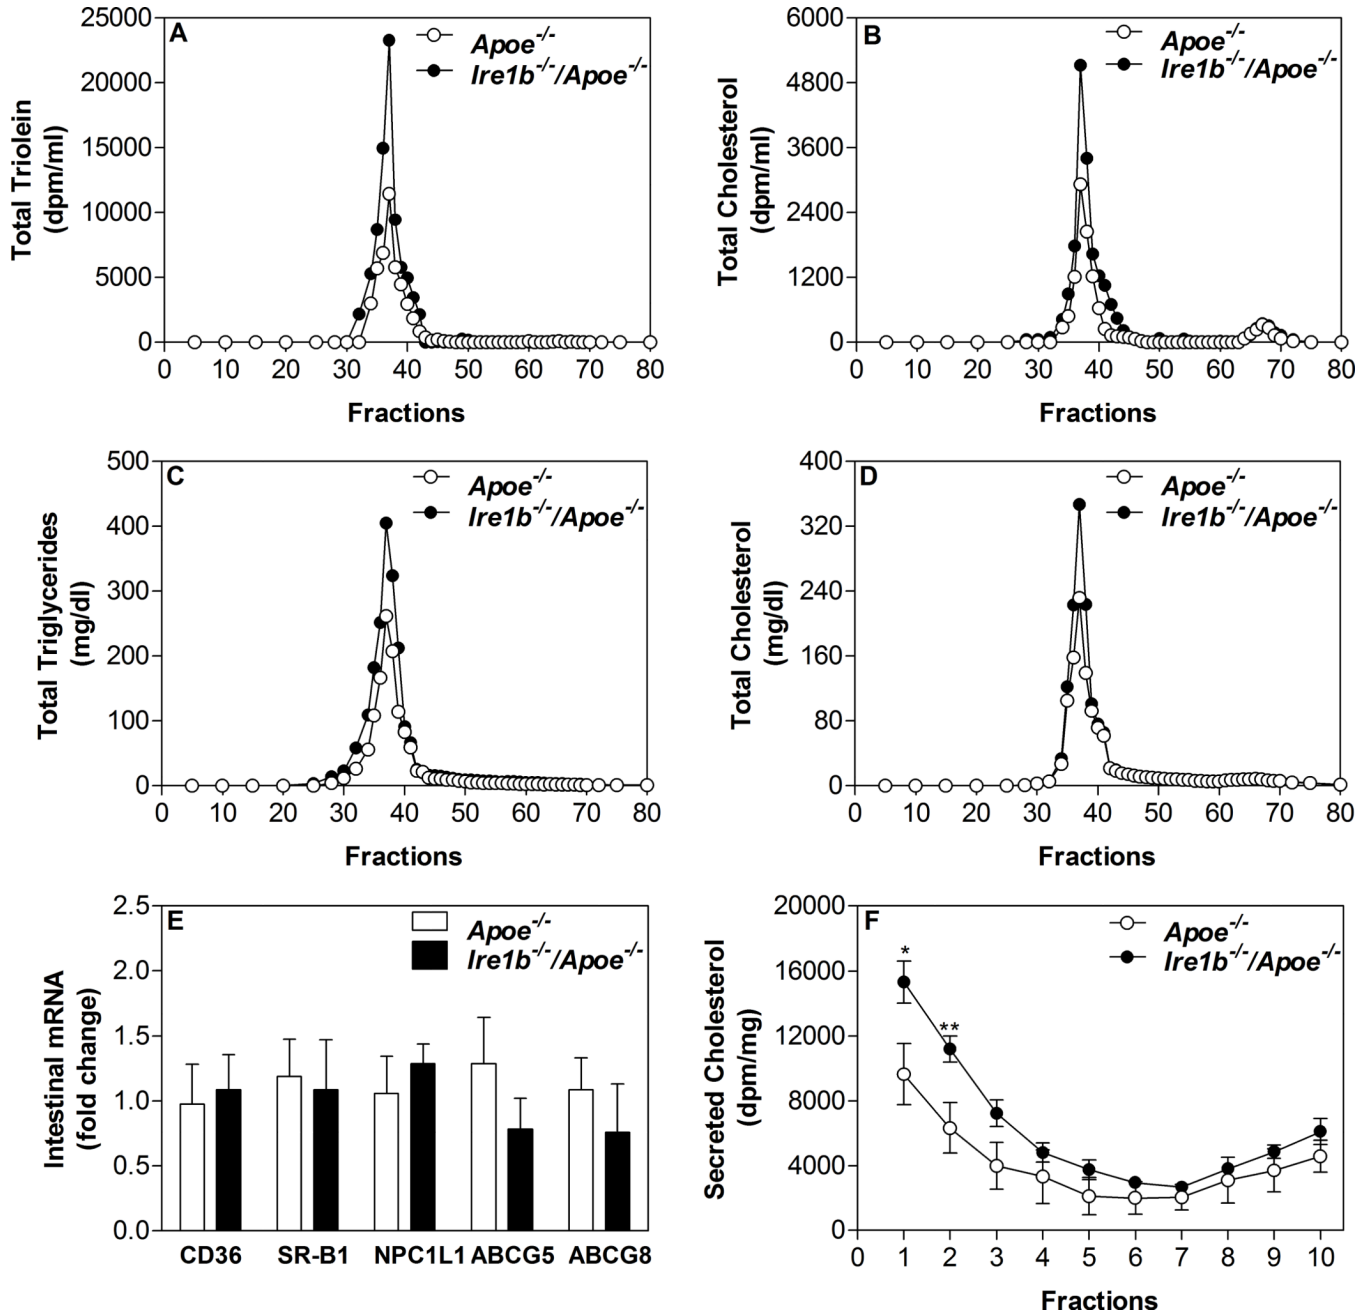 A
Apoe-/-
Ire1b-/-/Apoe-/-
Total Triolein
(dpm/ml)
25000
20000
15000
10000
5000
0
0 10 20 30 40 50 60 70 80
Fractions
B
Apoe-/-
Ire1b-/-/Apoe-/-
Total Cholesterol
(dpm/ml)
6000
4800
3600
2400
1200
0
0 10 20 30 40 50 60 70 80
Fractions
C
Apoe-/-
Ire1b-/-/Apoe-/-
Total Triglycerides
(mg/dl)
500
400
300
200
100
0
0 10 20 30 40 50 60 70 80
Fractions
D
Apoe-/-
Ire1b-/-/Apoe-/-
Total Cholesterol
(mg/dl)
400
320
240
160
80
0
0 10 20 30 40 50 60 70 80
Fractions
E
Apoe-/-
Ire1b-/-/Apoe-/-
Intestinal mRNA
(fold change)
2.5
2.0
1.5
1.0
0.5
0.0
CD36 SR-B1 NPC1L1 ABCG5 ABCG8
F
Apoe-/-
Ire1b-/-/Apoe-/-
Secreted Cholesterol
(dpm/mg)
20000
16000
12000
8000
4000
0
*
**
0 1 2 3 4 5 6 7 8 9 10
Fractions